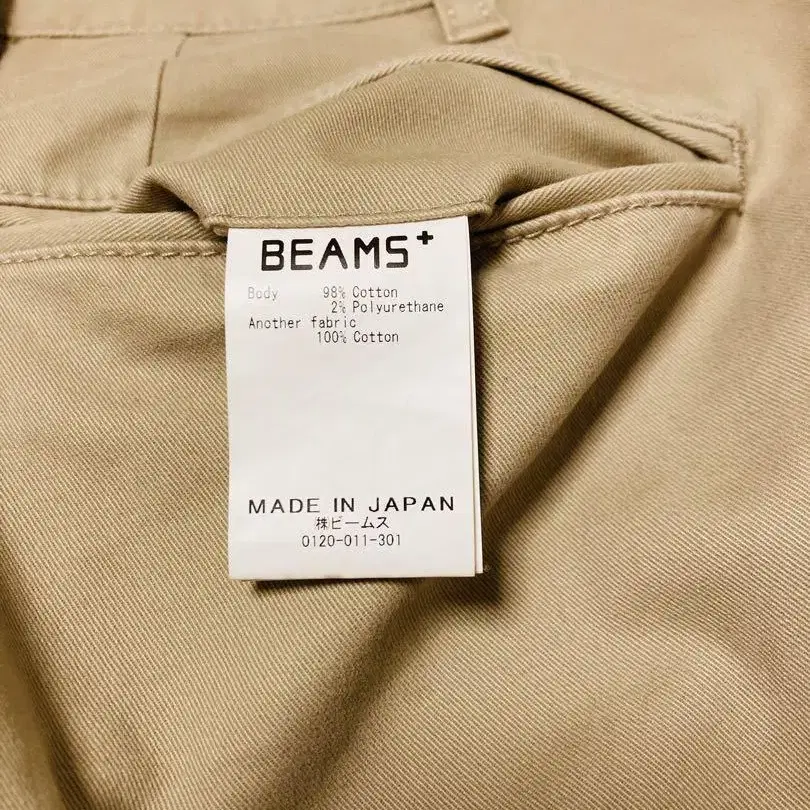 BEAMS+
Body 98% Cotton
2% Polyurethane
Another fabric
100% Cotton
MADE IN JAPAN
㈱ビームス
0120-011-301